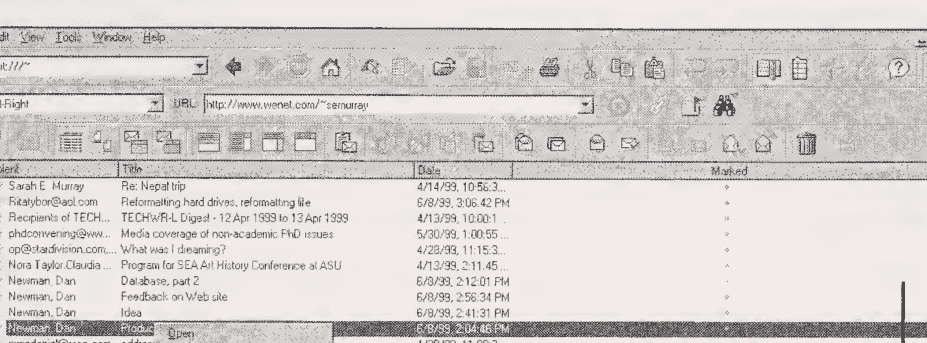 dit View Tools Window Help
t:///~
-Right URL: http://www.wenet.com/~semurray
ient Title Date Marked
Sarah E. Murray Re: Nepal trip 4/14/99, 10:56:3...
Ritatybor@aol.com Reformatting hard drives, reformatting life 6/8/99, 3:06:42 PM
Recipients of TECH... TECHWR-L Digest - 12 Apr 1999 to 13 Apr 1999 4/13/99, 10:00:1...
phdconvening@ww... Media coverage of non-academic PhD issues 5/30/99, 1:00:55 ...
op@stardivision.com,... What was I dreaming? 4/28/99, 11:15:3...
Nora Taylor.Claudia ... Program for SEA Art History Conference at ASU 4/13/99, 2:11:45 ...
Newman, Dan Database, part 2 6/8/99, 2:12:01 PM
Newman, Dan Feedback on Web site 6/8/99, 2:56:34 PM
Newman, Dan Idea 6/8/99, 2:41:31 PM
Newman, Dan Produc 6/8/99, 2:04:46 PM
Open